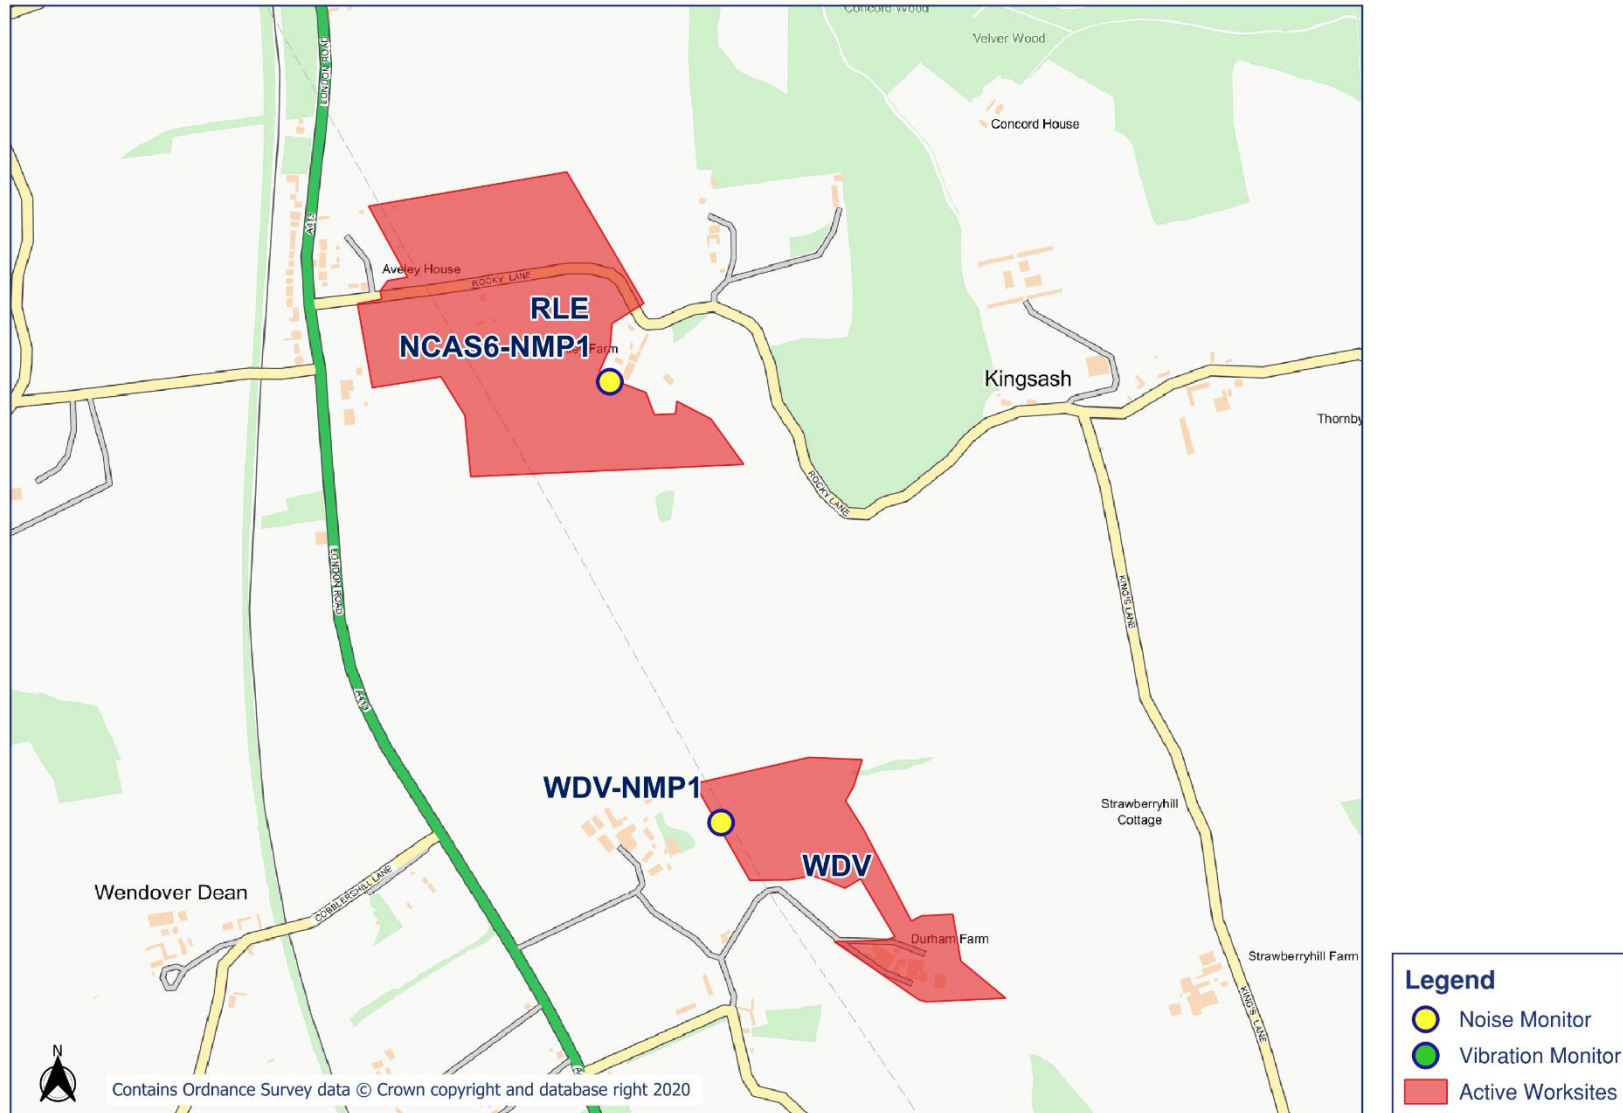 Concord Wood
Velver Wood
LONDON ROAD
Concord House
A413
Aveley House
ROCKY LANE
RLE
NCAS6-NMP1
Farm
Kingsash
Thornby
ROCKY LANE
LONDON ROAD
KING'S LANE
A413
WDV-NMP1
Strawberryhill
Cottage
WDV
Wendover Dean
COBBLERSHILL LANE
Durham Farm
Strawberryhill Farm
KING'S LANE
N
Contains Ordnance Survey data © Crown copyright and database right 2020
Legend
Noise Monitor
Vibration Monitor
Active Worksites